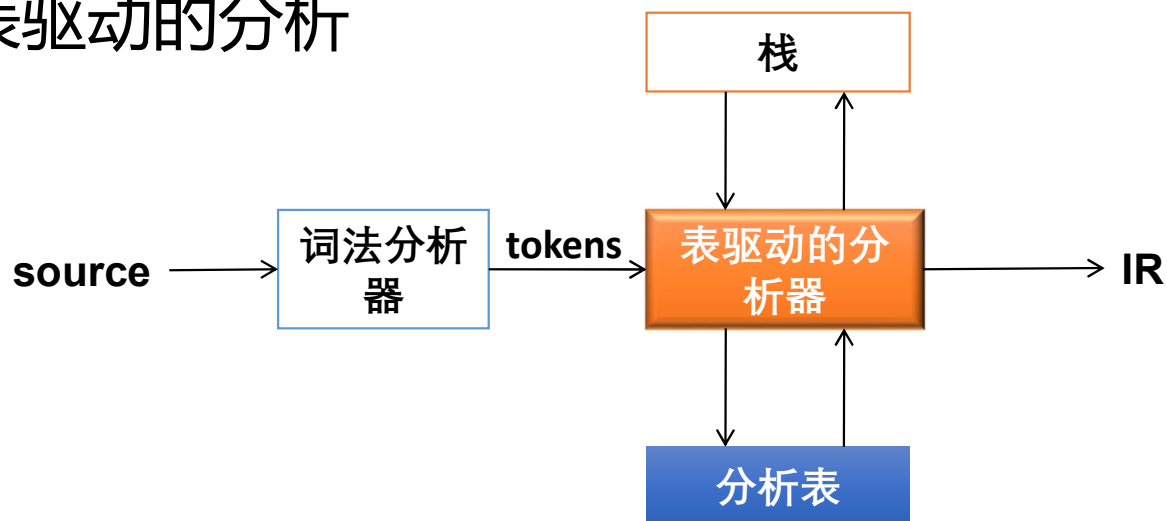 表驱动的分析
栈
source
词法分析
器
tokens
表驱动的分
析器
IR
分析表